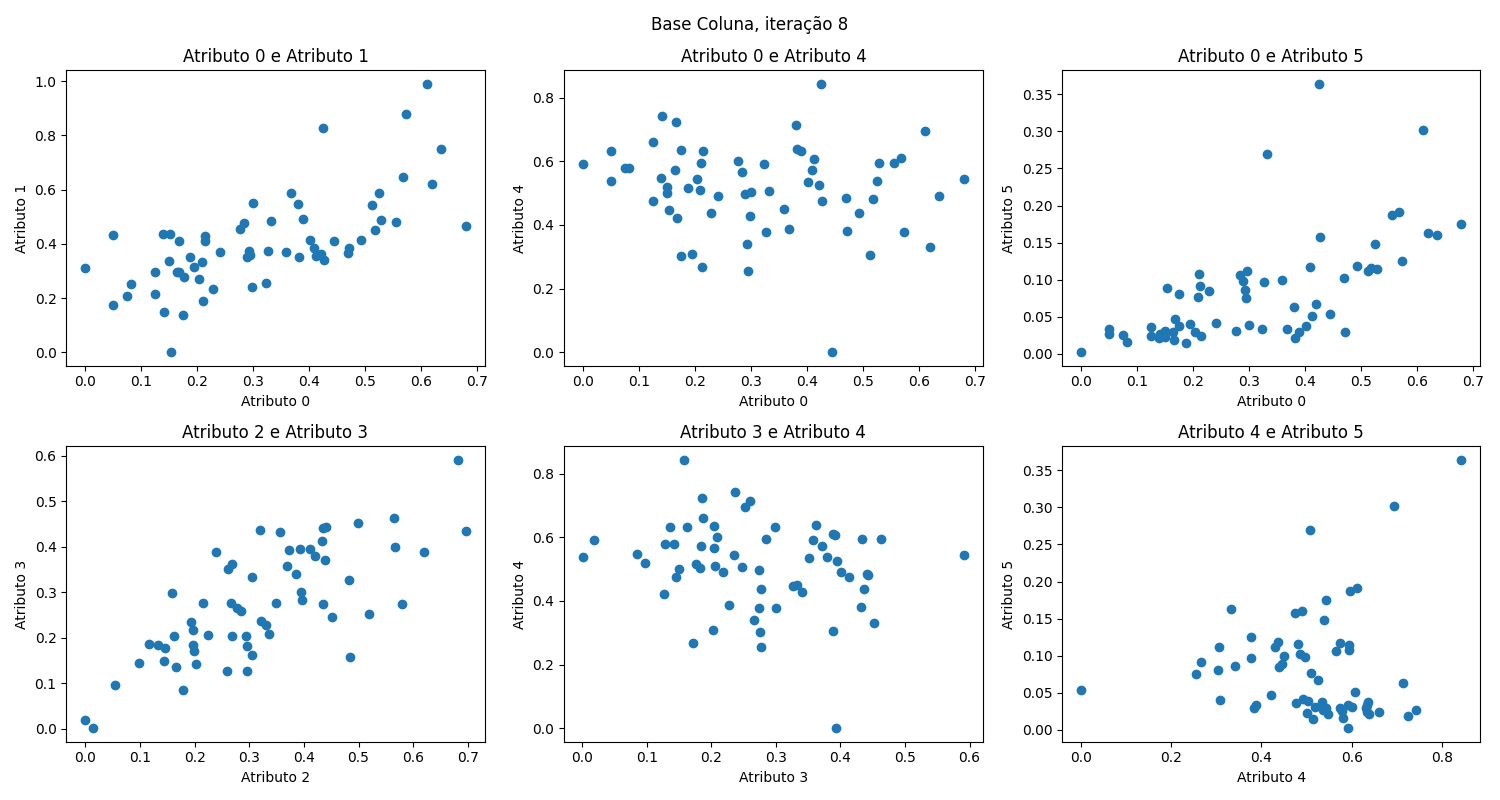 Base Coluna, iteração 8
Atributo 0 e Atributo 1
Atributo 1
1.0
0.8
0.6
0.4
0.2
0.0
0.0 0.1 0.2 0.3 0.4 0.5 0.6 0.7
Atributo 0
Atributo 0 e Atributo 4
Atributo 4
0.8
0.6
0.4
0.2
0.0
0.0 0.1 0.2 0.3 0.4 0.5 0.6 0.7
Atributo 0
Atributo 0 e Atributo 5
Atributo 5
0.35
0.30
0.25
0.20
0.15
0.10
0.05
0.00
0.0 0.1 0.2 0.3 0.4 0.5 0.6 0.7
Atributo 0
Atributo 2 e Atributo 3
Atributo 3
0.6
0.5
0.4
0.3
0.2
0.1
0.0
0.0 0.1 0.2 0.3 0.4 0.5 0.6 0.7
Atributo 2
Atributo 3 e Atributo 4
Atributo 4
0.8
0.6
0.4
0.2
0.0
0.0 0.1 0.2 0.3 0.4 0.5 0.6
Atributo 3
Atributo 4 e Atributo 5
Atributo 5
0.35
0.30
0.25
0.20
0.15
0.10
0.05
0.00
0.0 0.2 0.4 0.6 0.8
Atributo 4